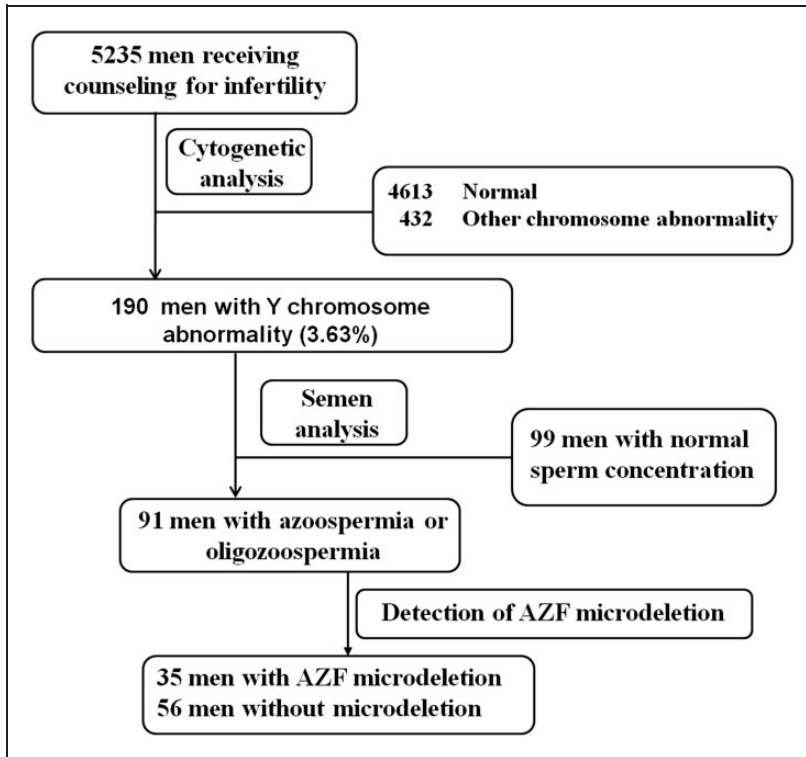 5235 men receiving
counseling for infertility
Cytogenetic
analysis
4613 Normal
432 Other chromosome abnormality
190 men with Y chromosome
abnormality (3.63%)
Semen
analysis
99 men with normal
sperm concentration
91 men with azoospermia or
oligozoospermia
Detection of AZF microdeletion
35 men with AZF microdeletion
56 men without microdeletion